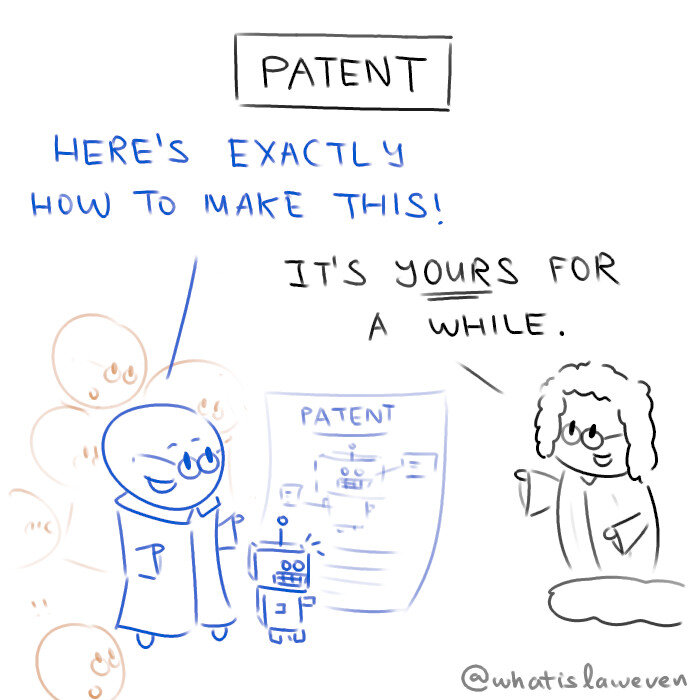 PATENT
HERE'S EXACTLY
HOW TO MAKE THIS!
IT'S YOURS FOR
A WHILE.
PATENT
@whatislaweven